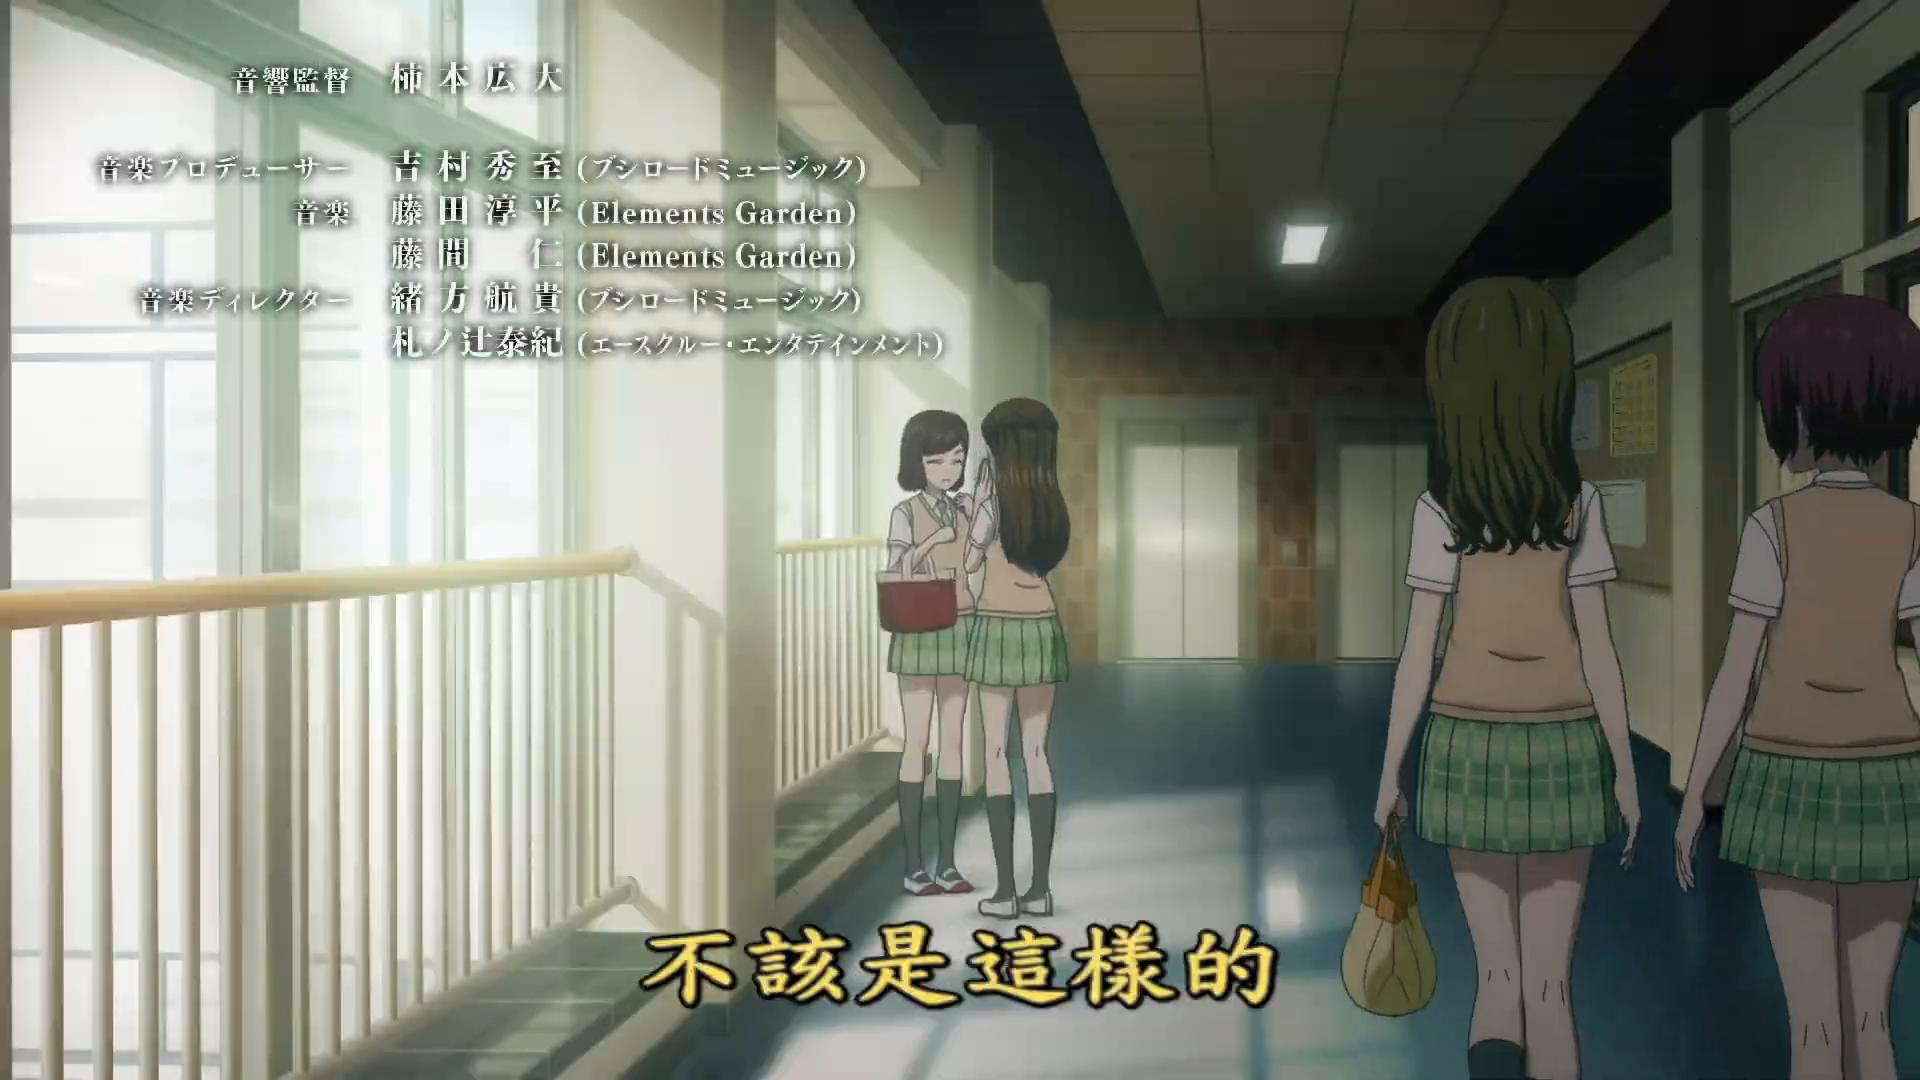 音響監督 柿本広大
音楽プロデューサー 吉村秀至(ブシロードミュージック)
音楽 藤田淳平(Elements Garden)
藤間 仁(Elements Garden)
音楽ディレクター 緒方航貴(ブシロードミュージック)
札ノ辻泰紀(エースクルー・エンタテインメント)
不該是這樣的